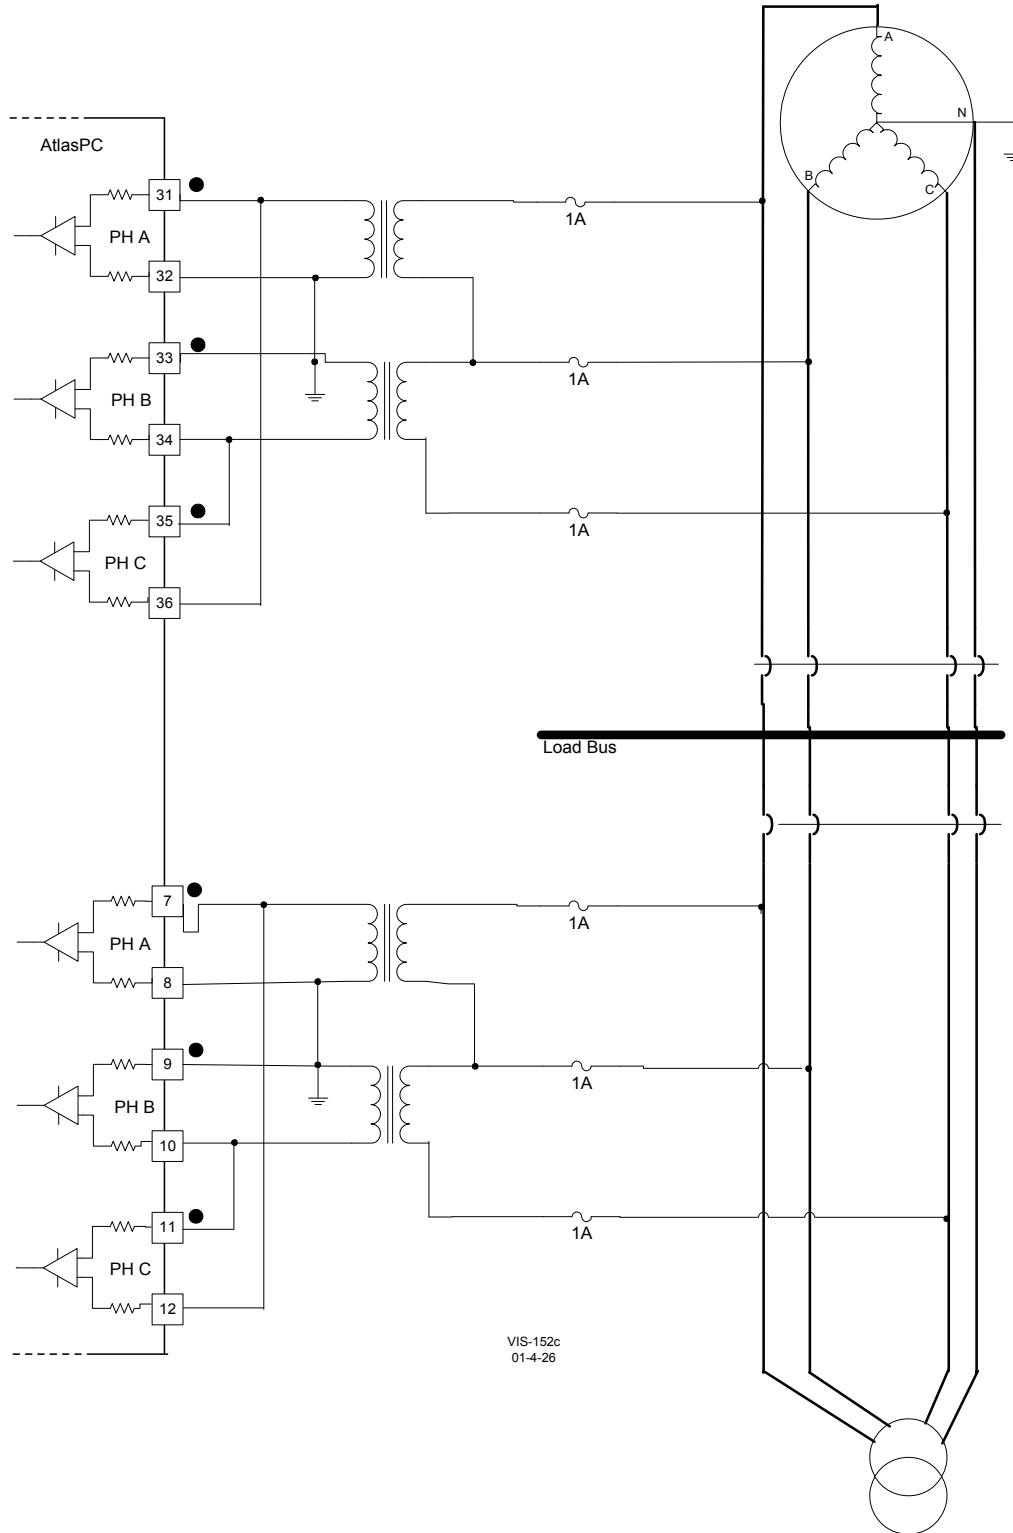 A
N
AtlasPC
B
C
31
1A
PH A
32
33
1A
PH B
34
35
1A
PH C
36
Load Bus
7
1A
PH A
8
9
1A
PH B
10
11
1A
PH C
12
VIS-152c
01-4-26